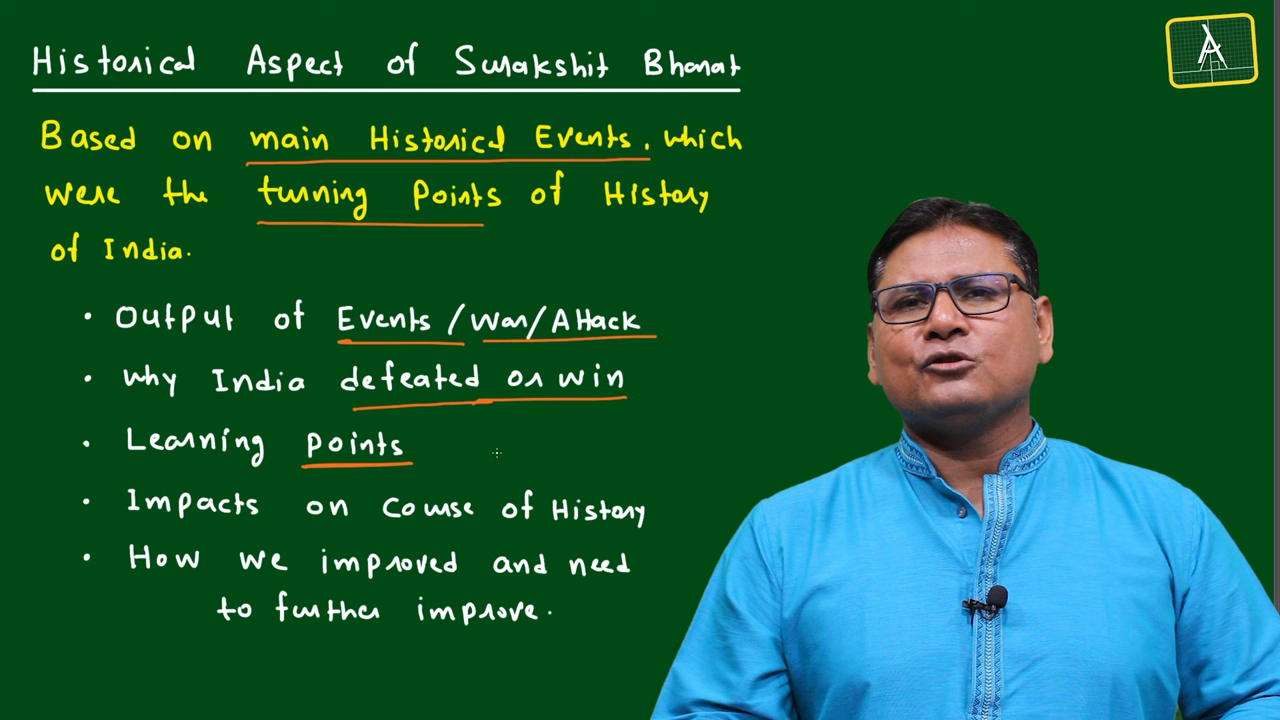 Historical Aspect of Surakshit Bharat
Based on main Historical Events, which
were the turning Points of History
of India.
• Output of Events / War/Attack
• Why India defeated or win
• Learning Points
• Impacts on Course of History
• How we improved and need
to further improve.
A